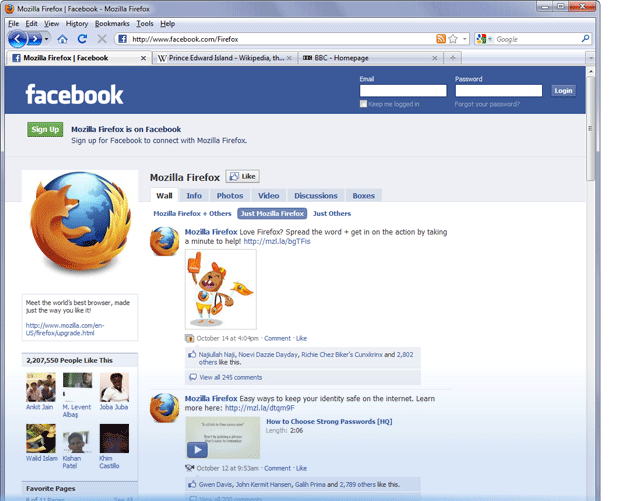 Mozilla Firefox | Facebook - Mozilla Firefox
File Edit View History Bookmarks Tools Help
http://www.facebook.com/Firefox
Google
Mozilla Firefox | Facebook
Prince Edward Island - Wikipedia, th...
BBC - Homepage
facebook
Email
Password
Login
Keep me logged in
Forgot your password?
Sign Up
Mozilla Firefox is on Facebook
Sign up for Facebook to connect with Mozilla Firefox.
Mozilla Firefox
Like
Wall Info Photos Video Discussions Boxes
Mozilla Firefox + Others Just Mozilla Firefox Just Others
Mozilla Firefox Love Firefox? Spread the word + get in on the action by taking
a minute to help! http://mzl.la/bgTFis
October 14 at 4:04pm · Comment · Like
Najiullah Naji, Noevi Dazzie Dayday, Richie Chez Biker's Cunxkrinx and 2,802
others like this.
View all 245 comments
Mozilla Firefox Easy ways to keep your identity safe on the internet. Learn
more here: http://mzl.la/dtqm9F
How to Choose Strong Passwords [HQ]
Length: 2:06
October 12 at 9:53am · Comment · Like
Gwen Davis, John Kermit Hansen, Galih Prima and 2,789 others like this.
Meet the world's best browser, made
just the way you like it!
http://www.mozilla.com/en-
US/firefox/upgrade.html
2,207,550 People Like This
Ankit Jain
M. Levent
Albaş
Joba Juba
Walid Islam
Kishan
Patel
Khim
Castillo
Favorite Pages